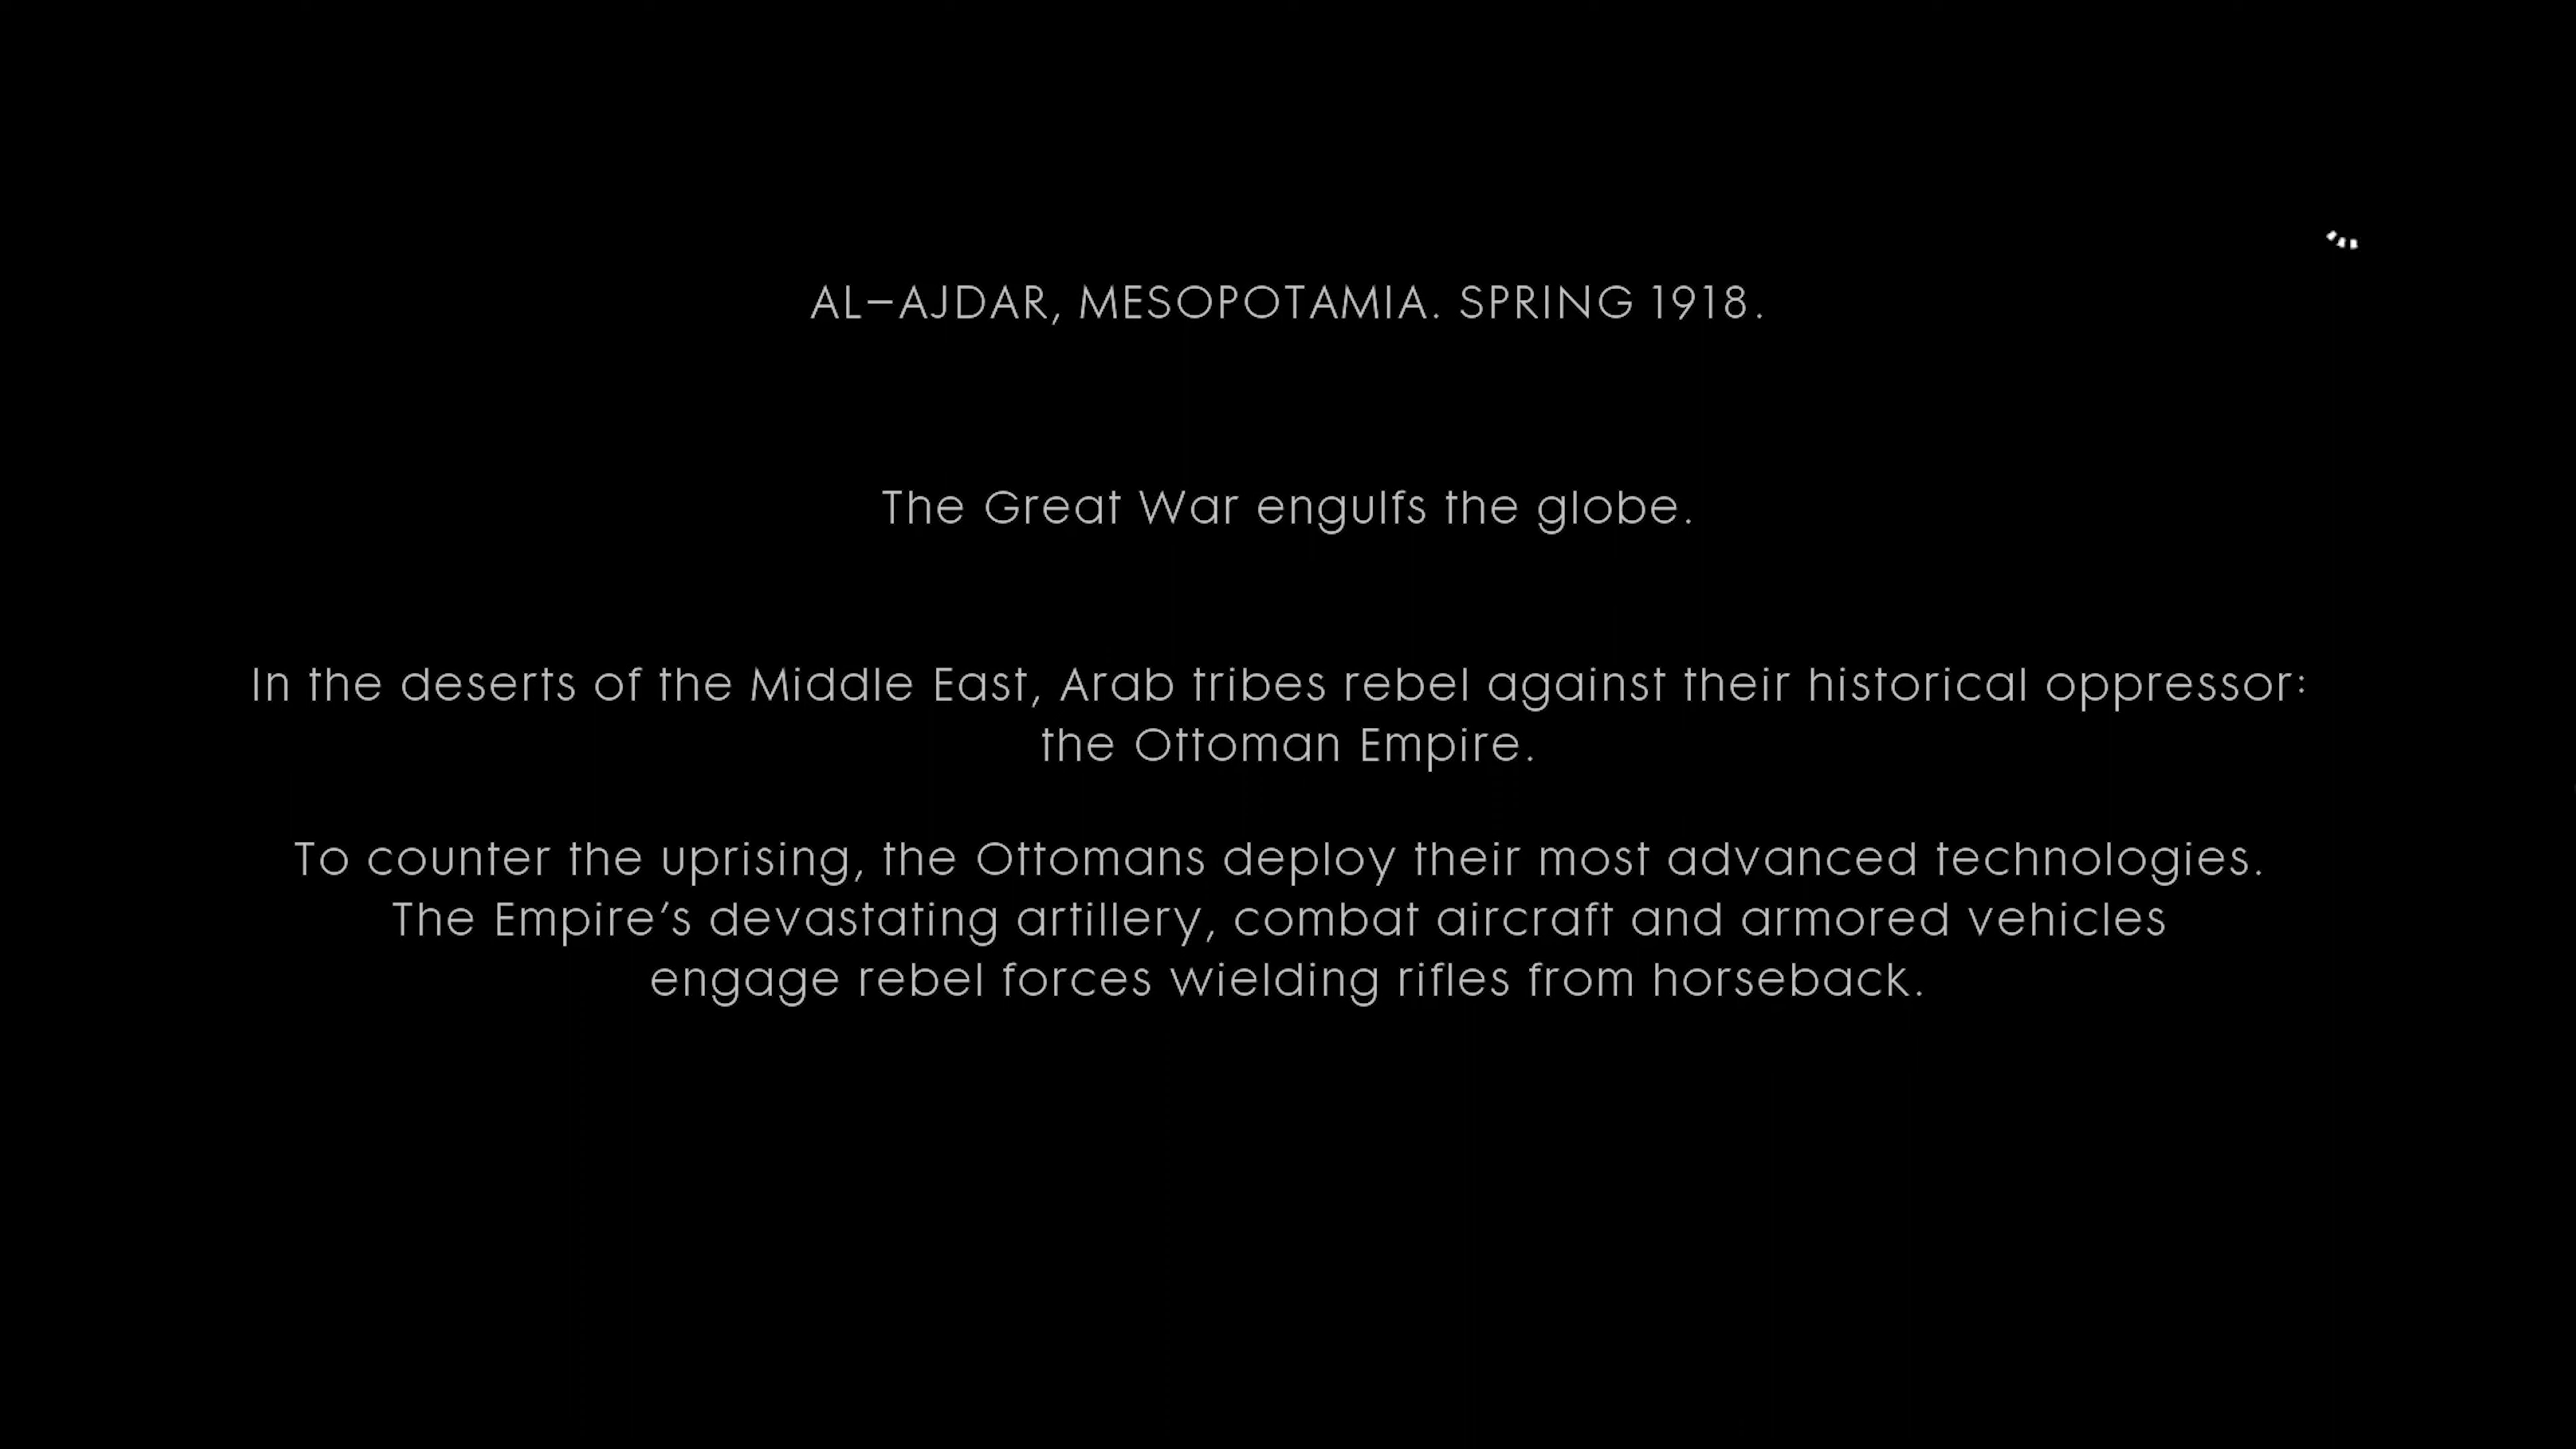 AL–AJDAR, MESOPOTAMIA. SPRING 1918.
The Great War engulfs the globe.
In the deserts of the Middle East, Arab tribes rebel against their historical oppressor:
the Ottoman Empire.
To counter the uprising, the Ottomans deploy their most advanced technologies.
The Empire’s devastating artillery, combat aircraft and armored vehicles
engage rebel forces wielding rifles from horseback.